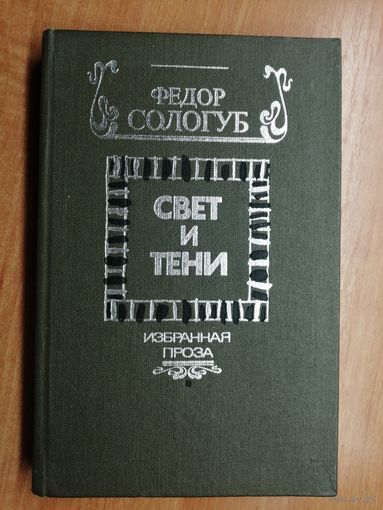 ФЕДОР
СОЛОГУБ
СВЕТ
И
ТЕНИ
ИЗБРАННАЯ
ПРОЗА